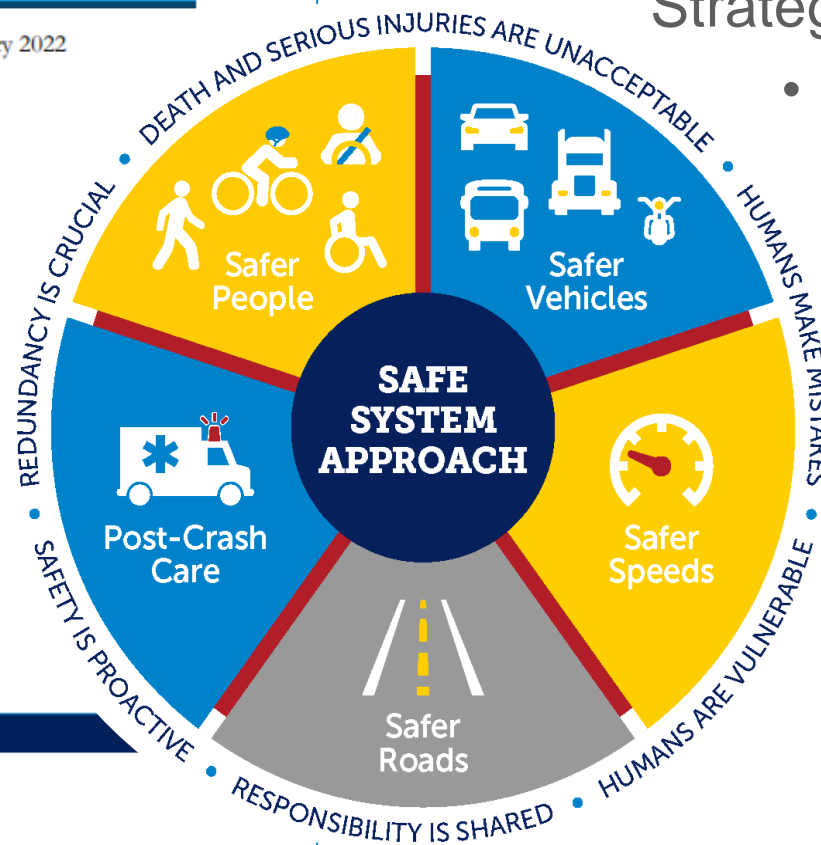 Strateg
ry 2022
•
DEATH AND SERIOUS INJURIES ARE UNACCEPTABLE • HUMANS MAKE MISTAKES • HUMANS ARE VULNERABLE • RESPONSIBILITY IS SHARED • SAFETY IS PROACTIVE • REDUNDANCY IS CRUCIAL •
Safer
People
Safer
Vehicles
SAFE
SYSTEM
APPROACH
Post-Crash
Care
Safer
Speeds
Safer
Roads